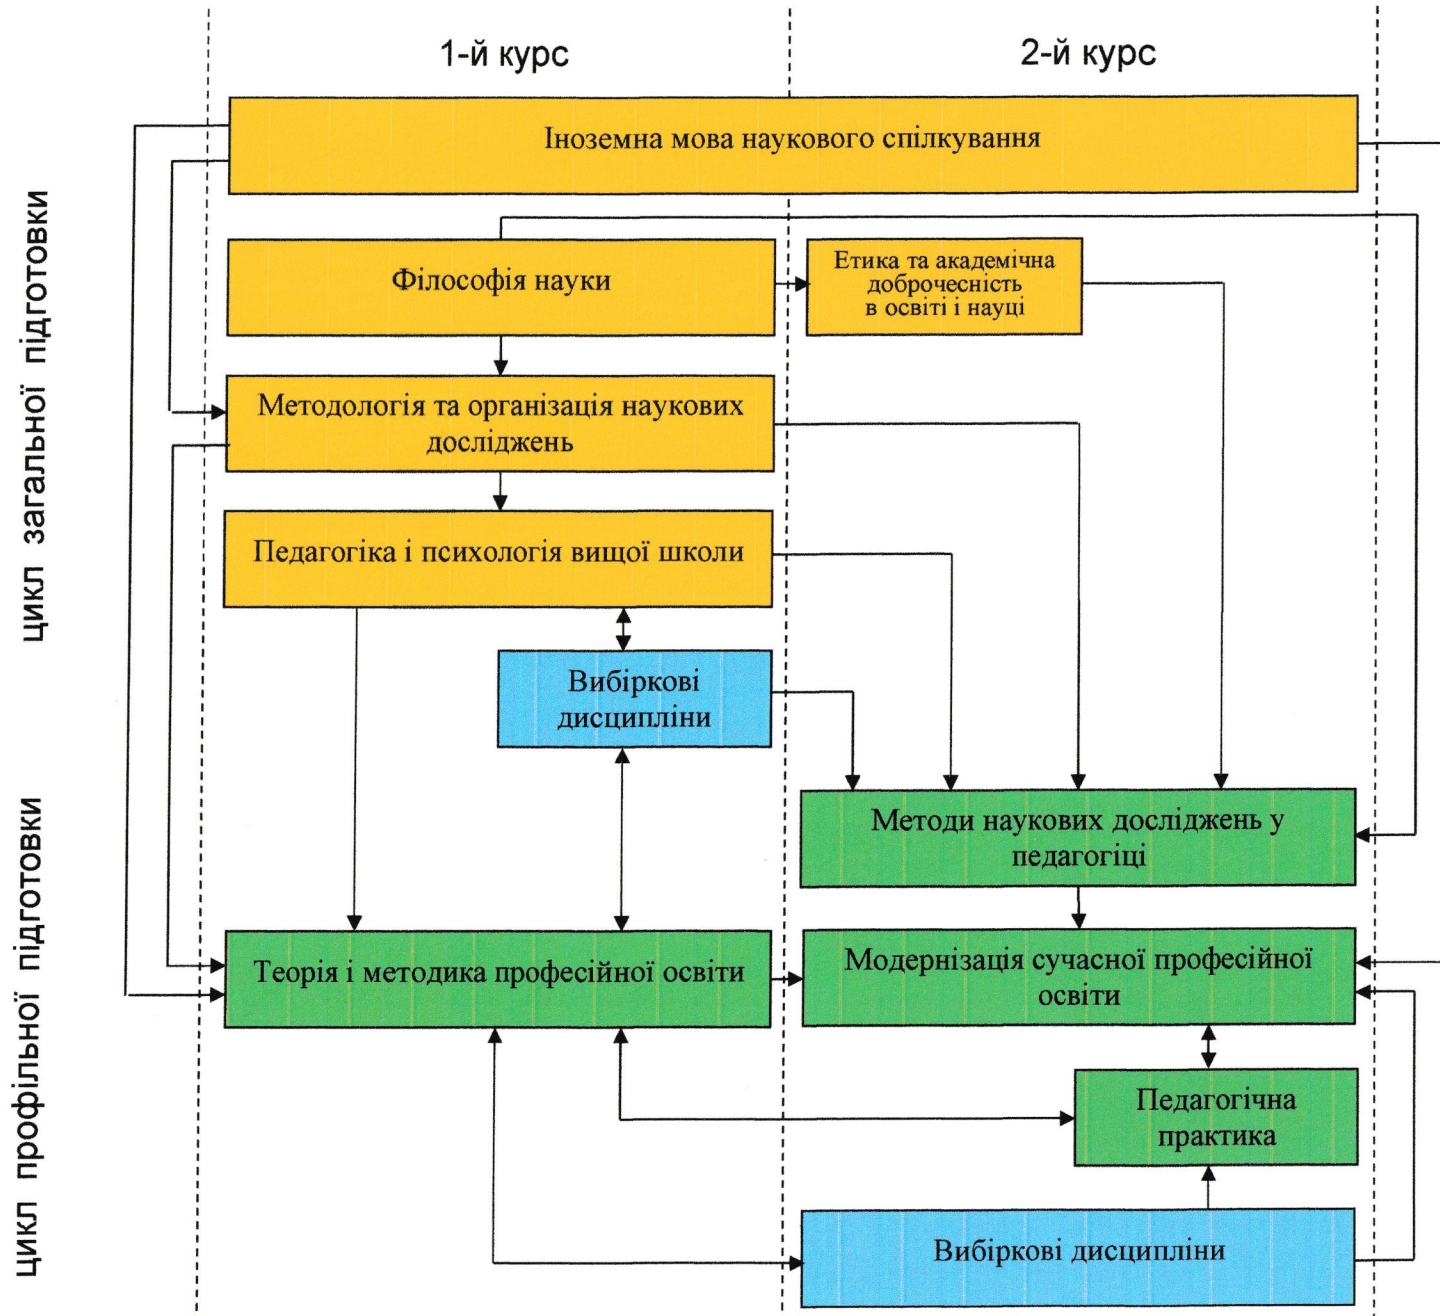 1-й курс
2-й курс
Іноземна мова наукового спілкування
Філософія науки
Етика та академічна
доброчесність
в освіті і науці
Методологія та організація наукових
досліджень
Педагогіка і психологія вищої школи
Вибіркові
дисципліни
Методи наукових досліджень у
педагогіці
Теорія і методика професійної освіти
Модернізація сучасної професійної
освіти
Педагогічна
практика
Вибіркові дисципліни
цикл загальної підготовки
цикл профільної підготовки